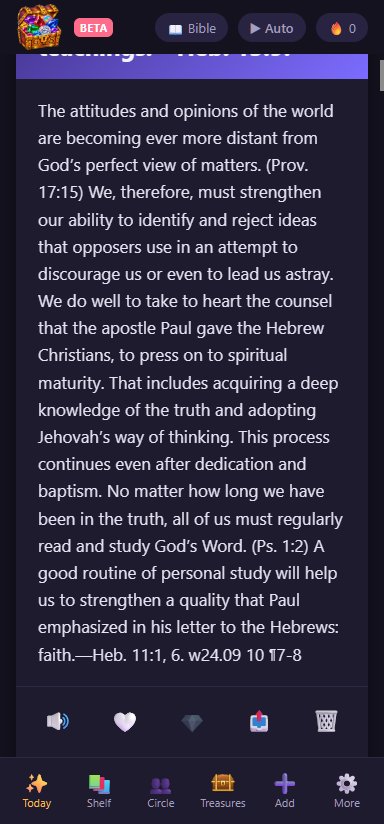 BETA
Bible
Auto
0
teachings.”—Heb. 13:9.
The attitudes and opinions of the world
are becoming ever more distant from
God’s perfect view of matters. (Prov.
17:15) We, therefore, must strengthen
our ability to identify and reject ideas
that opposers use in an attempt to
discourage us or even to lead us astray.
We do well to take to heart the counsel
that the apostle Paul gave the Hebrew
Christians, to press on to spiritual
maturity. That includes acquiring a deep
knowledge of the truth and adopting
Jehovah’s way of thinking. This process
continues even after dedication and
baptism. No matter how long we have
been in the truth, all of us must regularly
read and study God’s Word. (Ps. 1:2) A
good routine of personal study will help
us to strengthen a quality that Paul
emphasized in his letter to the Hebrews:
faith.—Heb. 11:1, 6. w24.09 10 ¶7-8
Today
Shelf
Circle
Treasures
Add
More